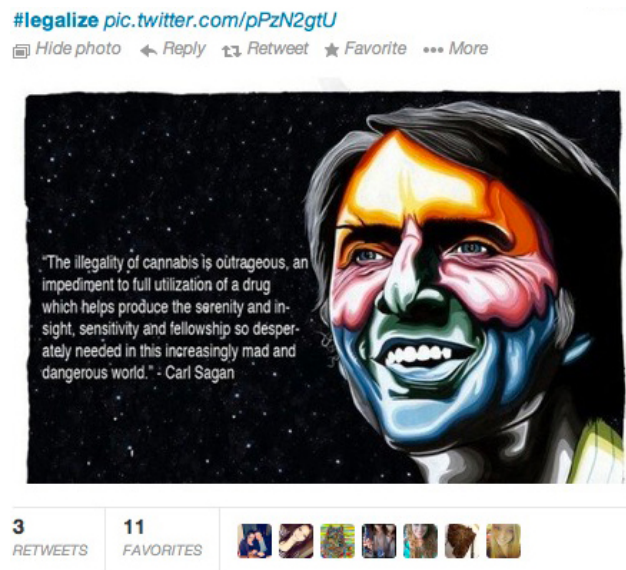 #legalize pic.twitter.com/pPzN2gtU
Hide photo Reply Retweet Favorite More
"The illegality of cannabis is outrageous, an
impediment to full utilization of a drug
which helps produce the serenity and in-
sight, sensitivity and fellowship so desper-
ately needed in this increasingly mad and
dangerous world." - Carl Sagan
3 11
RETWEETS FAVORITES